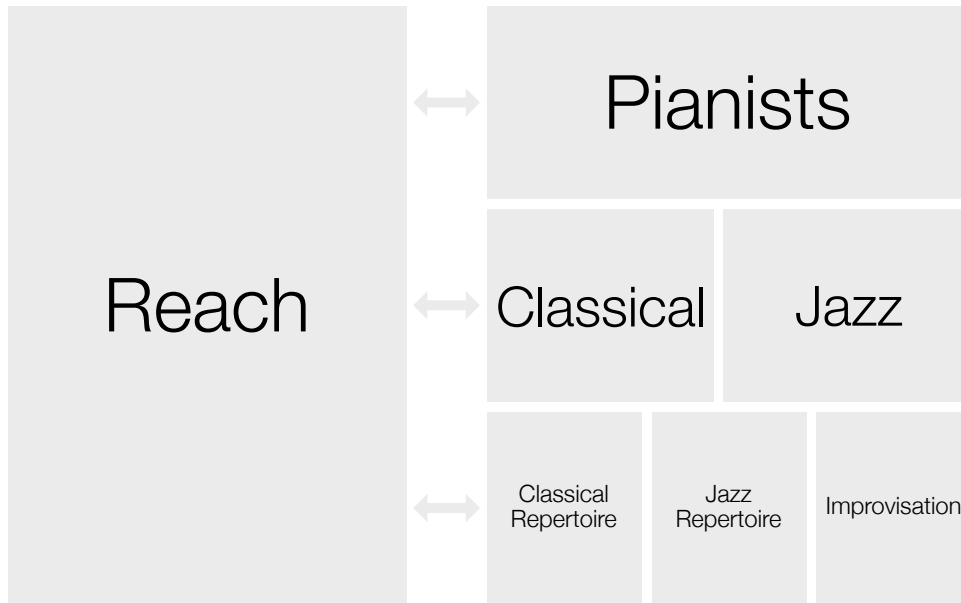 Reach
Pianists
Classical
Jazz
Classical
Repertoire
Jazz
Repertoire
Improvisation